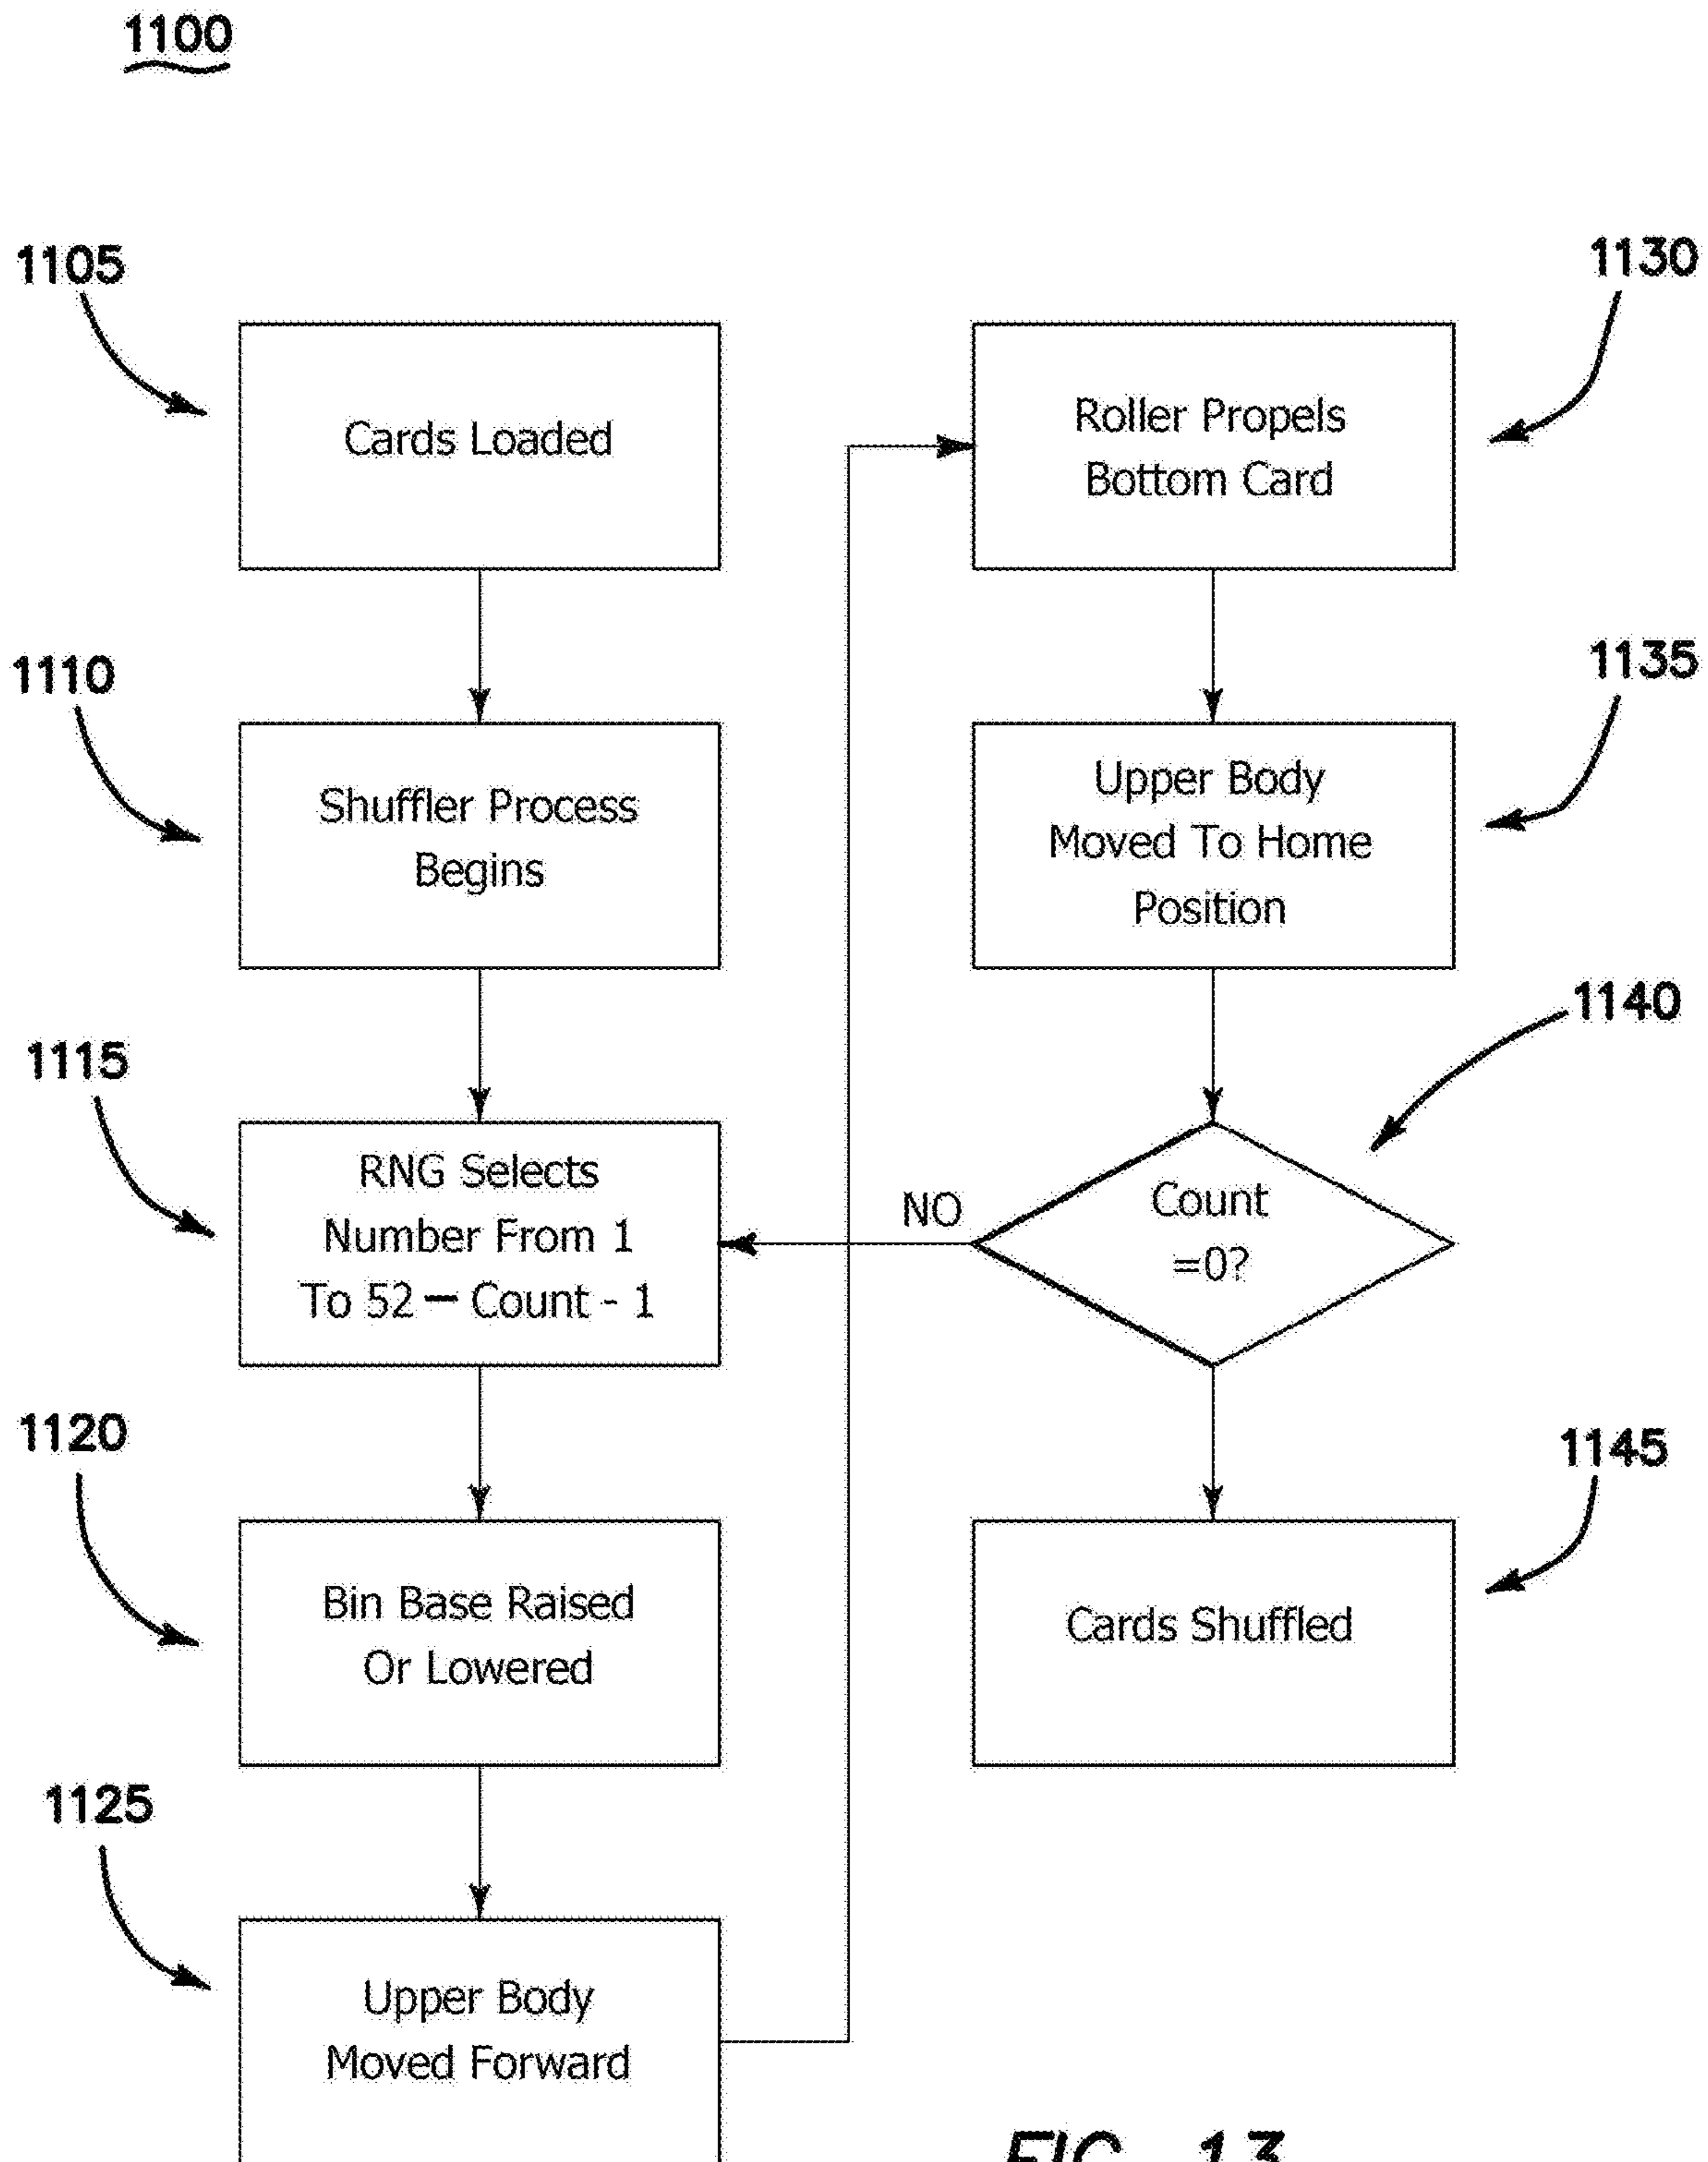 1100
1105
Cards Loaded
1110
Shuffler Process
Begins
1115
RNG Selects
Number From 1
To 52 — Count - 1
1120
Bin Base Raised
Or Lowered
1125
Upper Body
Moved Forward
1130
Roller Propels
Bottom Card
1135
Upper Body
Moved To Home
Position
1140
Count
=0?
NO
1145
Cards Shuffled
FIG. 13